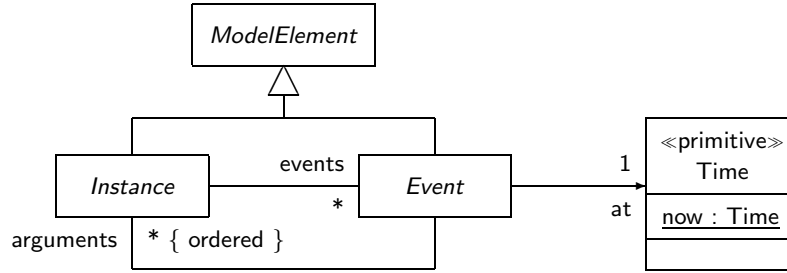 ModelElement
Instance
events
*
Event
1
at
≪primitive≫
Time
now : Time
arguments
* { ordered }